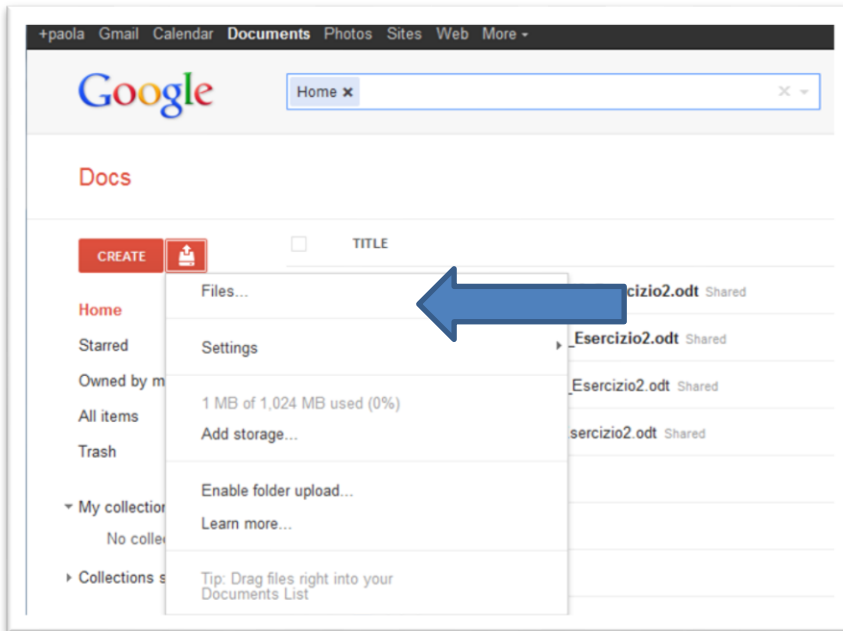 +paola Gmail Calendar Documents Photos Sites Web More
Google
Home
Docs
CREATE
TITLE
Files...
cizio2.odt Shared
Home
Starred
Settings
_Esercizio2.odt Shared
Owned by m
_Esercizio2.odt Shared
1 MB of 1,024 MB used (0%)
All items
Add storage...
sercizio2.odt Shared
Trash
Enable folder upload...
My collection
Learn more...
No colle
Collections s
Tip: Drag files right into your
Documents List